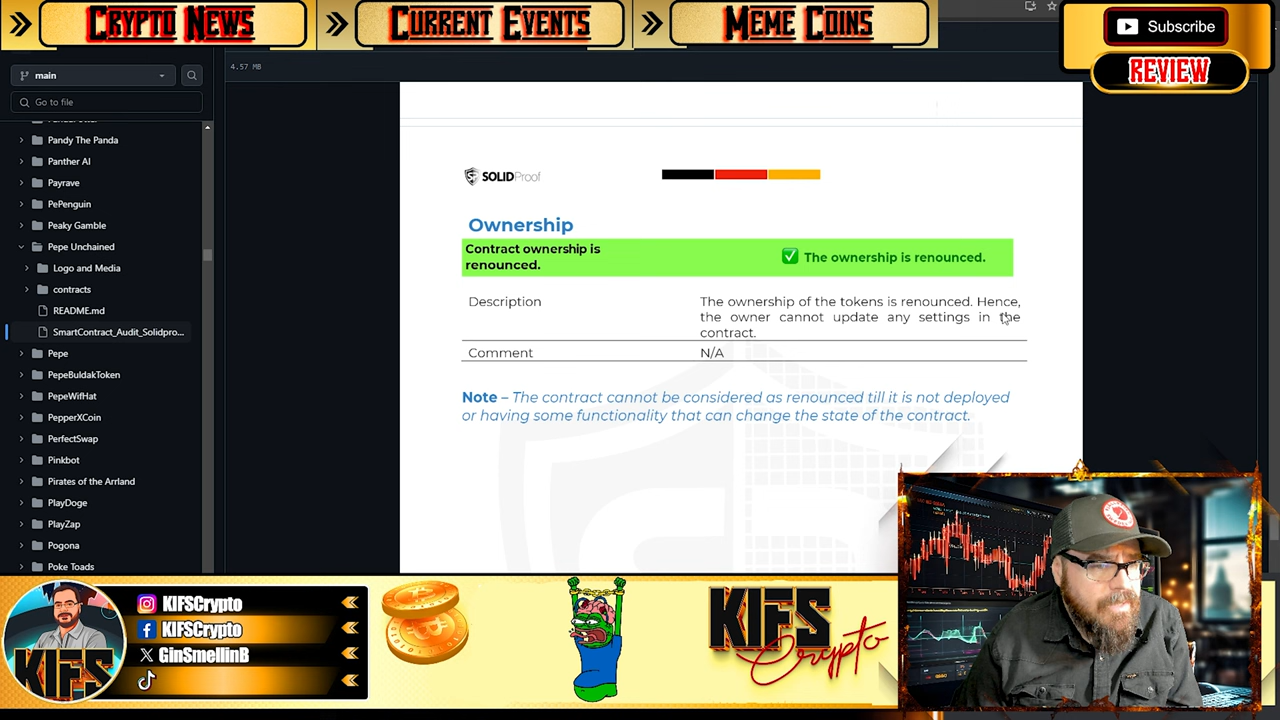 CRYPTO NEWS
CURRENT EVENTS
MEME COINS
Subscribe
REVIEW
main
4.57 MB
Go to file
Pandy The Panda
Panther AI
Payrave
PePenguin
Peaky Gamble
Pepe Unchained
Logo and Media
contracts
README.md
SmartContract_Audit_Solidpro...
Pepe
PepeBuldakToken
PepeWifHat
PepperXCoin
PerfectSwap
Pinkbot
Pirates of the Arrland
PlayDoge
PlayZap
Pogona
Poke Toads
SOLIDProof
Ownership
Contract ownership is
renounced.
✅ The ownership is renounced.
Description
The ownership of the tokens is renounced. Hence,
the owner cannot update any settings in the
contract.
Comment
N/A
Note – The contract cannot be considered as renounced till it is not deployed
or having some functionality that can change the state of the contract.
KIFS
KIFSCrypto
KIFSCrypto
GinSmellinB
KIFS
Crypto